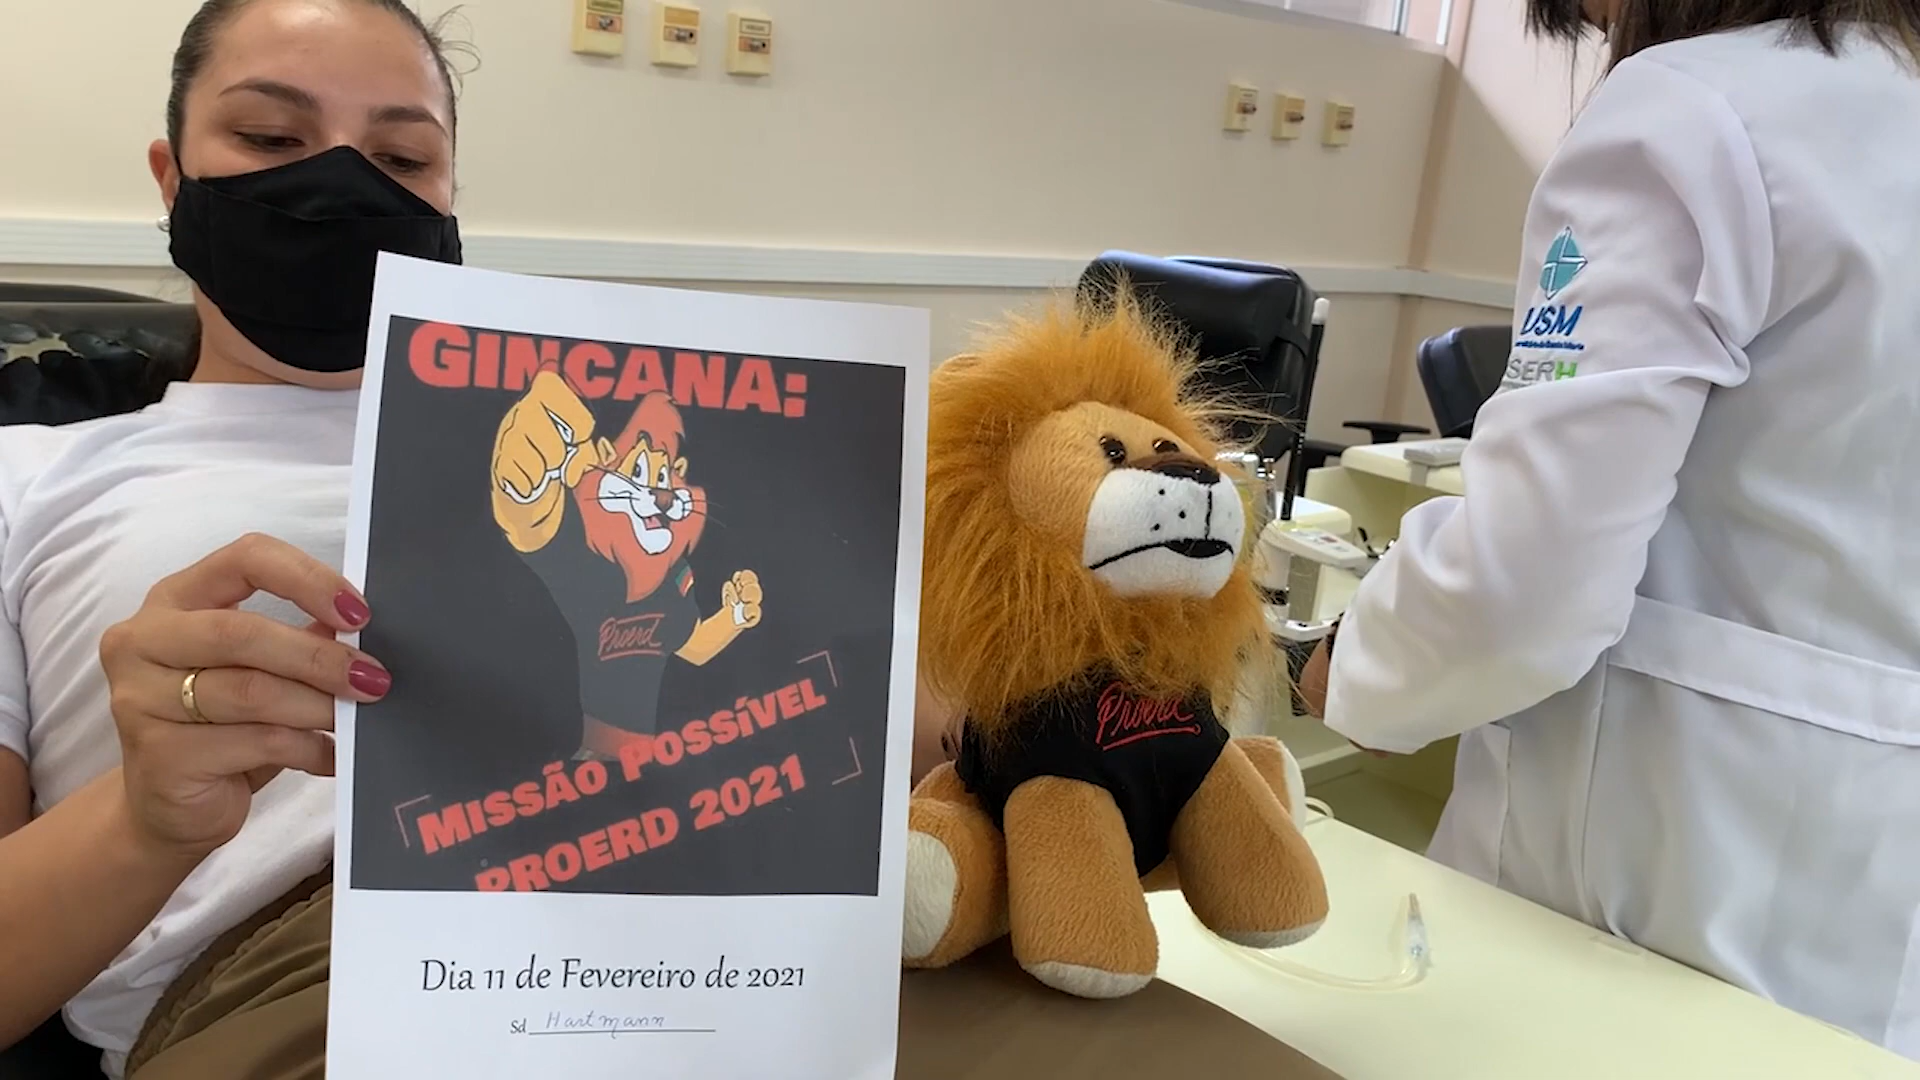 GINCANA:
Proerd
MISSÃO POSSÍVEL
PROERD 2021
Dia 11 de Fevereiro de 2021
Sd Hartmann
Proerd
USM
SERH